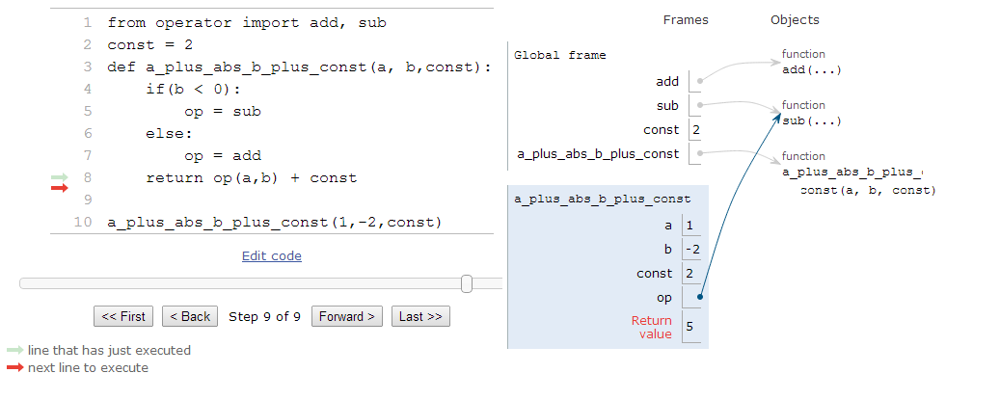 1 from operator import add, sub
2 const = 2
3 def a_plus_abs_b_plus_const(a, b,const):
4     if(b < 0):
5         op = sub
6     else:
7         op = add
8     return op(a,b) + const
9
10 a_plus_abs_b_plus_const(1,-2,const)
Edit code
<< First < Back Step 9 of 9 Forward > Last >>
line that has just executed
next line to execute
Frames Objects
Global frame
add
sub
const 2
a_plus_abs_b_plus_const
function
add(...)
function
sub(...)
function
a_plus_abs_b_plus_
const(a, b, const)
a_plus_abs_b_plus_const
a 1
b -2
const 2
op
Return
value 5